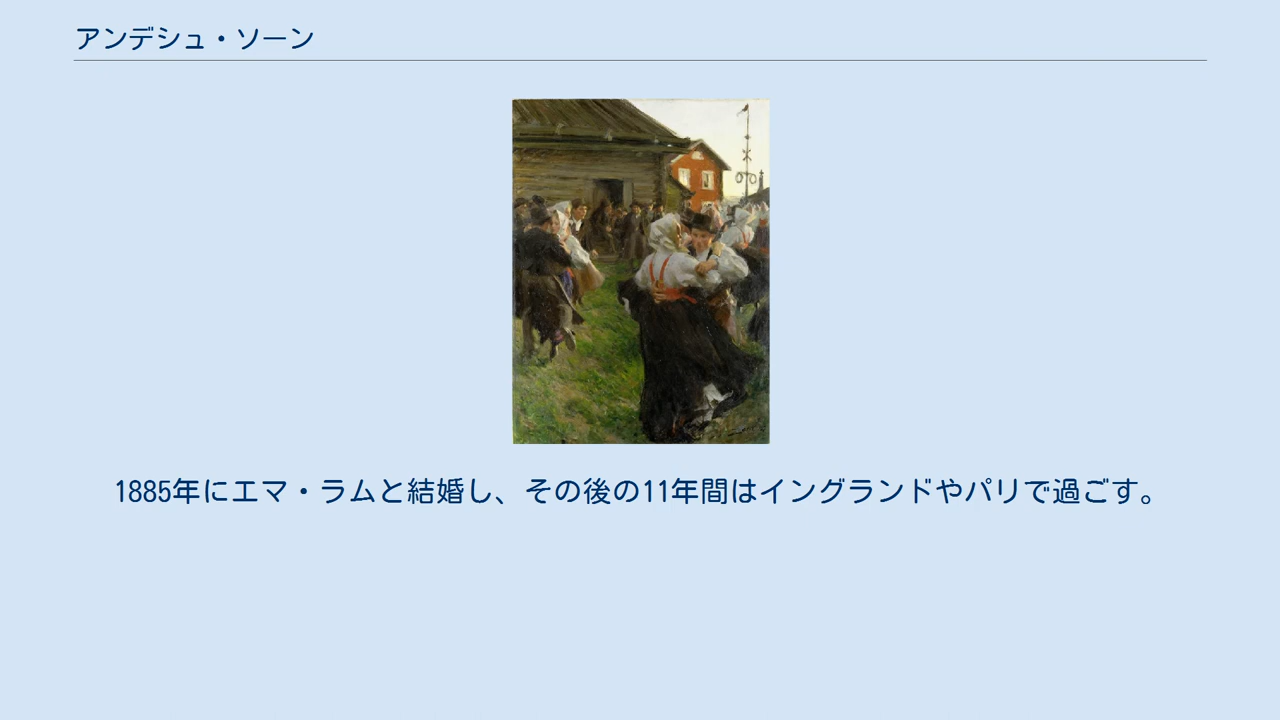 アンデシュ・ソーン
1885年にエマ・ラムと結婚し、その後の11年間はイングランドやパリで過ごす。